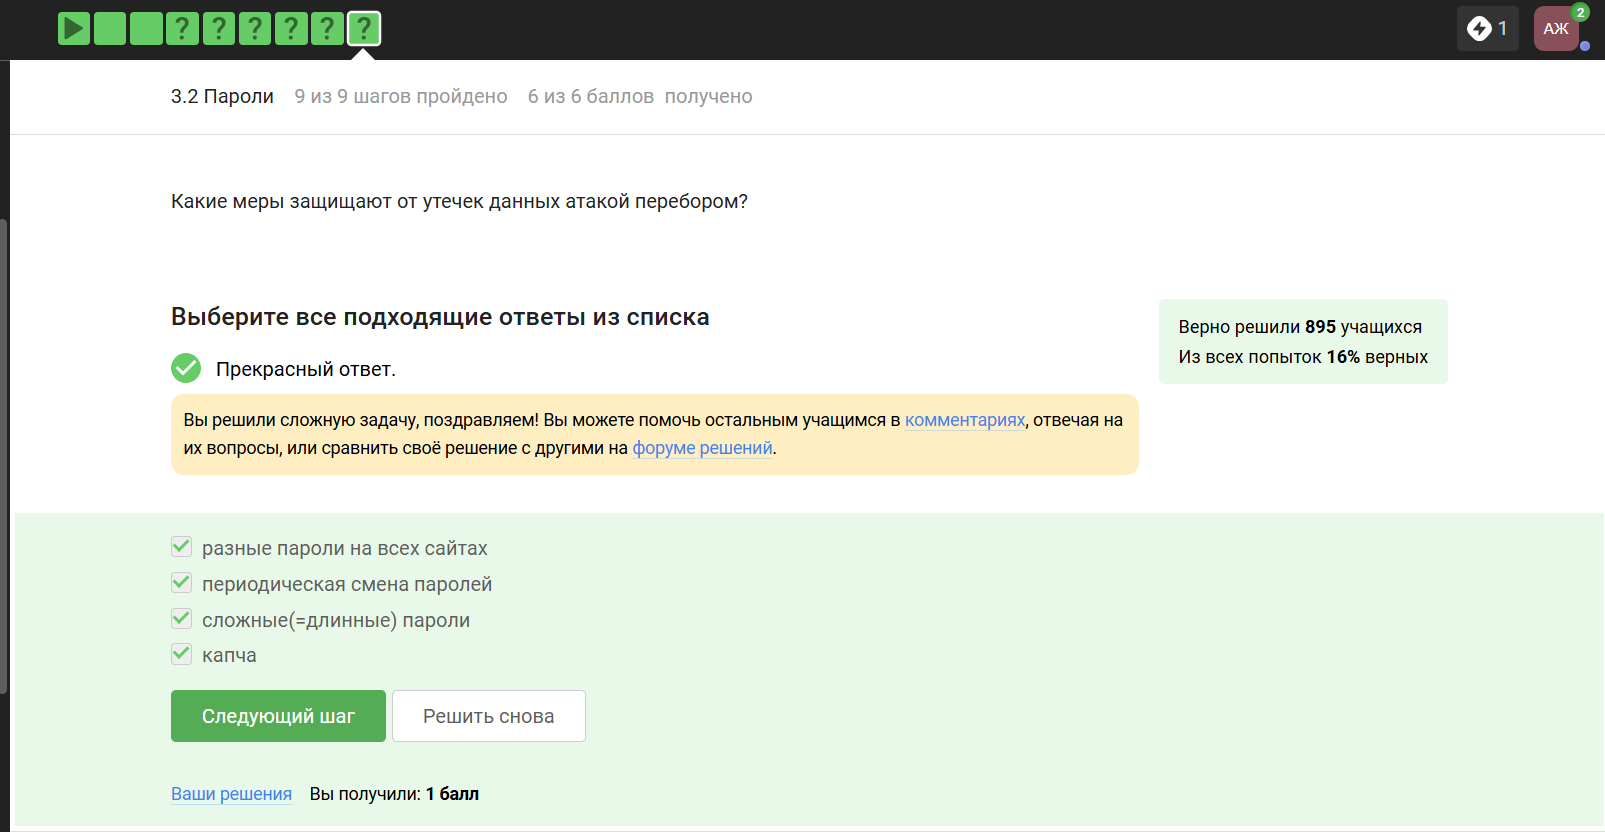 ? ? ? ? ? ?
1
АЖ
2
3.2 Пароли 9 из 9 шагов пройдено 6 из 6 баллов получено
Какие меры защищают от утечек данных атакой перебором?
Выберите все подходящие ответы из списка
Верно решили 895 учащихся
Из всех попыток 16% верных
Прекрасный ответ.
Вы решили сложную задачу, поздравляем! Вы можете помочь остальным учащимся в комментариях, отвечая на
их вопросы, или сравнить своё решение с другими на форуме решений.
разные пароли на всех сайтах
периодическая смена паролей
сложные(=длинные) пароли
капча
Следующий шаг
Решить снова
Ваши решения Вы получили: 1 балл